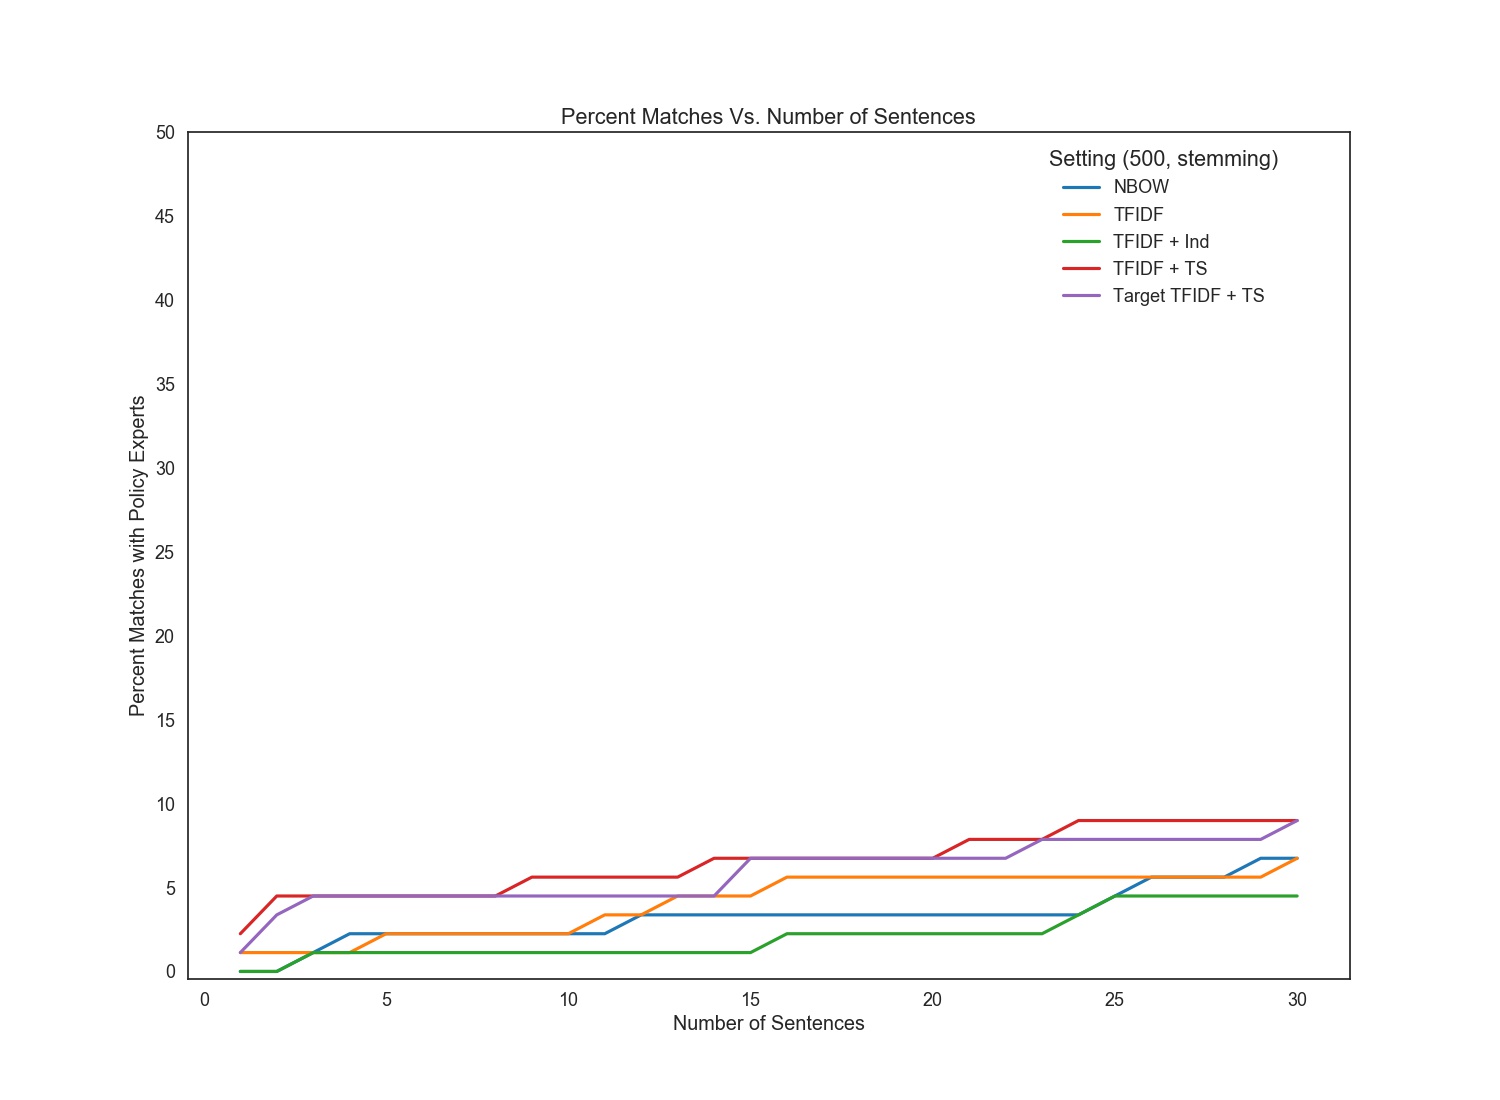 Percent Matches Vs. Number of Sentences
50
45
40
35
30
25
20
15
10
5
0
Percent Matches with Policy Experts
Setting (500, stemming)
NBOW
TFIDF
TFIDF + Ind
TFIDF + TS
Target TFIDF + TS
0 5 10 15 20 25 30
Number of Sentences